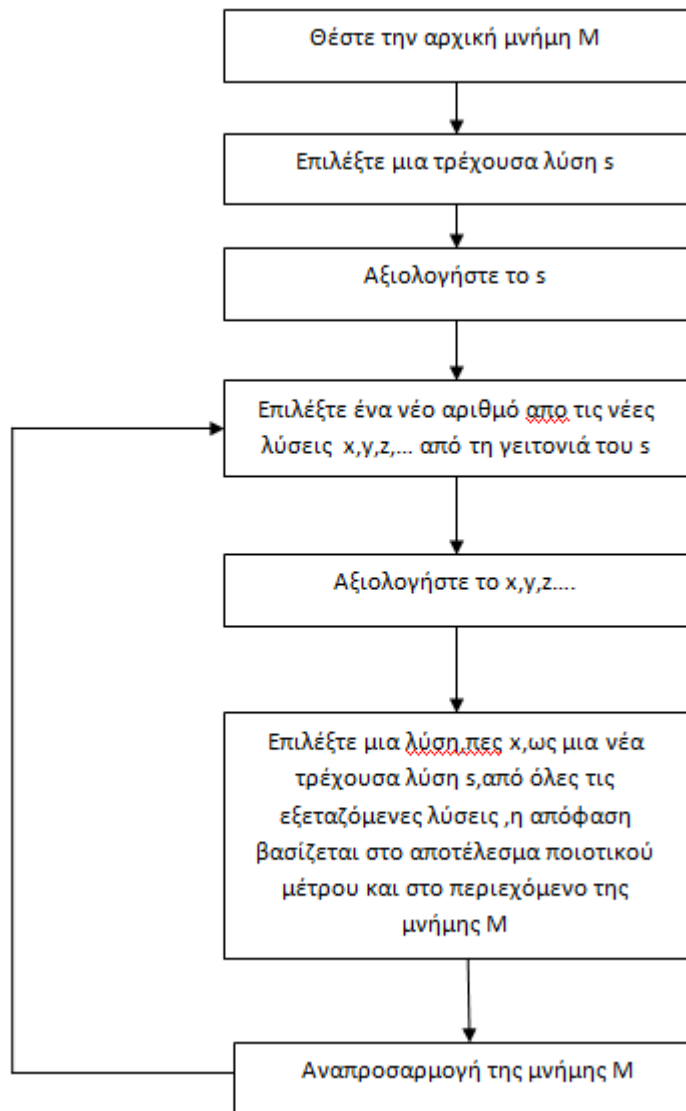 Θέστε την αρχική μνήμη Μ
Επιλέξτε μια τρέχουσα λύση s
Αξιολογήστε το s
Επιλέξτε ένα νέο αριθμό απο τις νέες
λύσεις x,y,z,... από τη γειτονιά του s
Αξιολογήστε το x,y,z....
Επιλέξτε μια λύση,πες x,ως μια νέα
τρέχουσα λύση s,από όλες τις
εξεταζόμενες λύσεις ,η απόφαση
βασίζεται στο αποτέλεσμα ποιοτικού
μέτρου και στο περιεχόμενο της
μνήμης Μ
Αναπροσαρμογή της μνήμης Μ